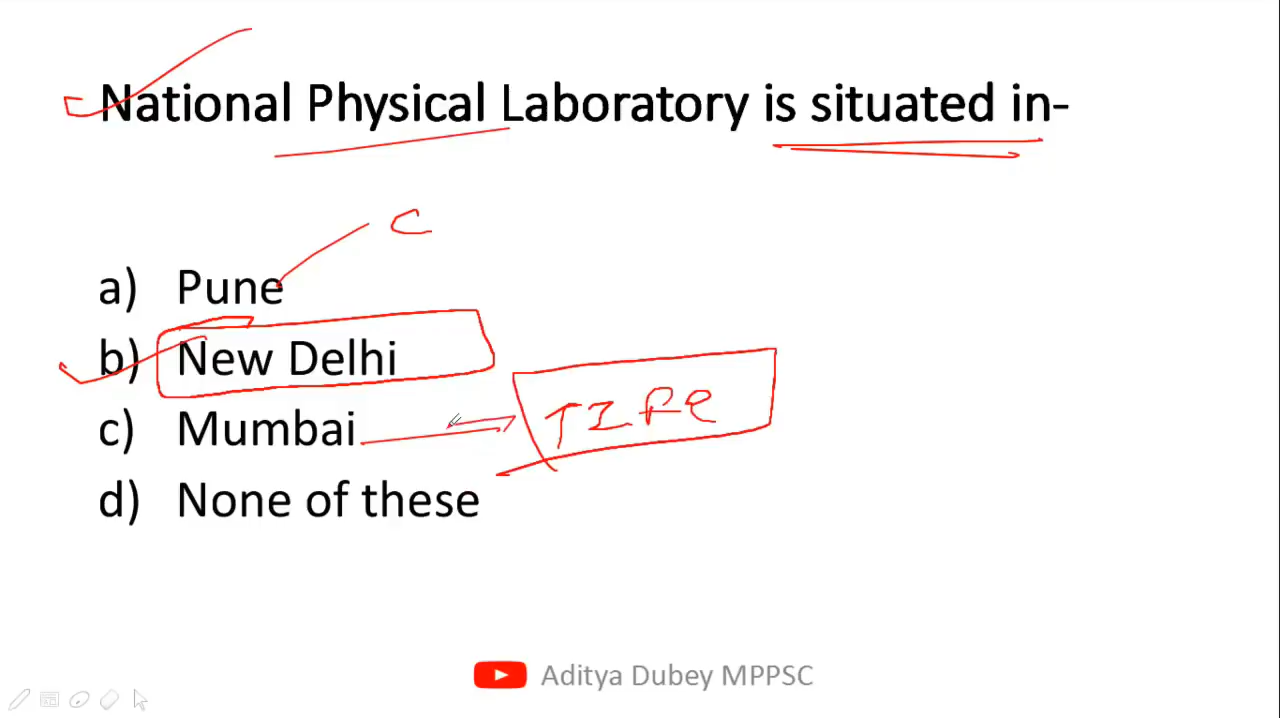 National Physical Laboratory is situated in-
C
a) Pune
b) New Delhi
c) Mumbai
TIFR
d) None of these
Aditya Dubey MPPSC